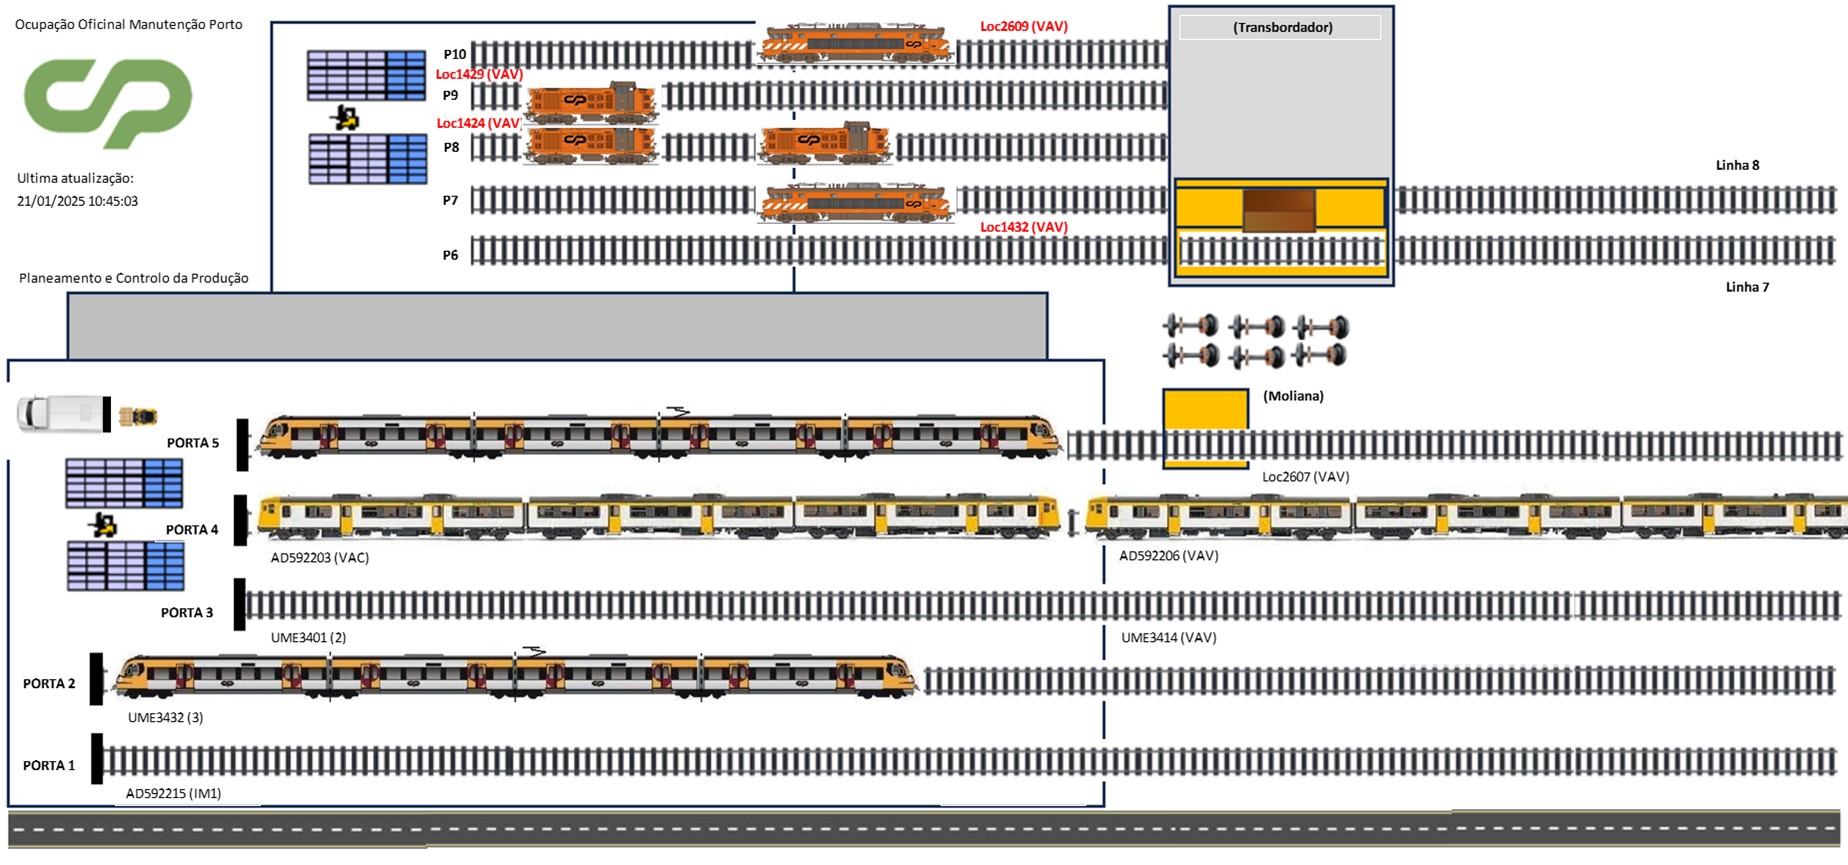 Ocupação Oficinal Manutenção Porto
CP
Ultima atualização:
21/01/2025 10:45:03
Planeamento e Controlo da Produção
Loc2609 (VAV)
P10
Loc1429 (VAV)
P9
Loc1424 (VAV)
P8
P7
Loc1432 (VAV)
P6
(Transbordador)
Linha 8
Linha 7
(Moliana)
PORTA 5
Loc2607 (VAV)
PORTA 4
AD592203 (VAC)
AD592206 (VAV)
PORTA 3
UME3401 (2)
UME3414 (VAV)
PORTA 2
UME3432 (3)
PORTA 1
AD592215 (IM1)